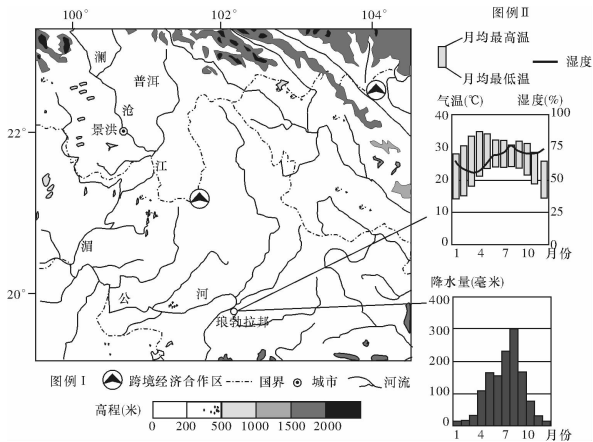 100°
102°
104°
22°
20°
澜
沧
江
普洱
景洪
湄
公
河
琅勃拉邦
图例Ⅰ
跨境经济合作区
国界
城市
河流
高程(米)
0 200 500 1000 1500 2000
图例Ⅱ
月均最高温
月均最低温
湿度
气温(℃) 湿度(%)
40
30
20
10
0
100
75
50
25
0
1 4 7 10 月份
降水量(毫米)
400
300
200
100
0
1 4 7 10 月份